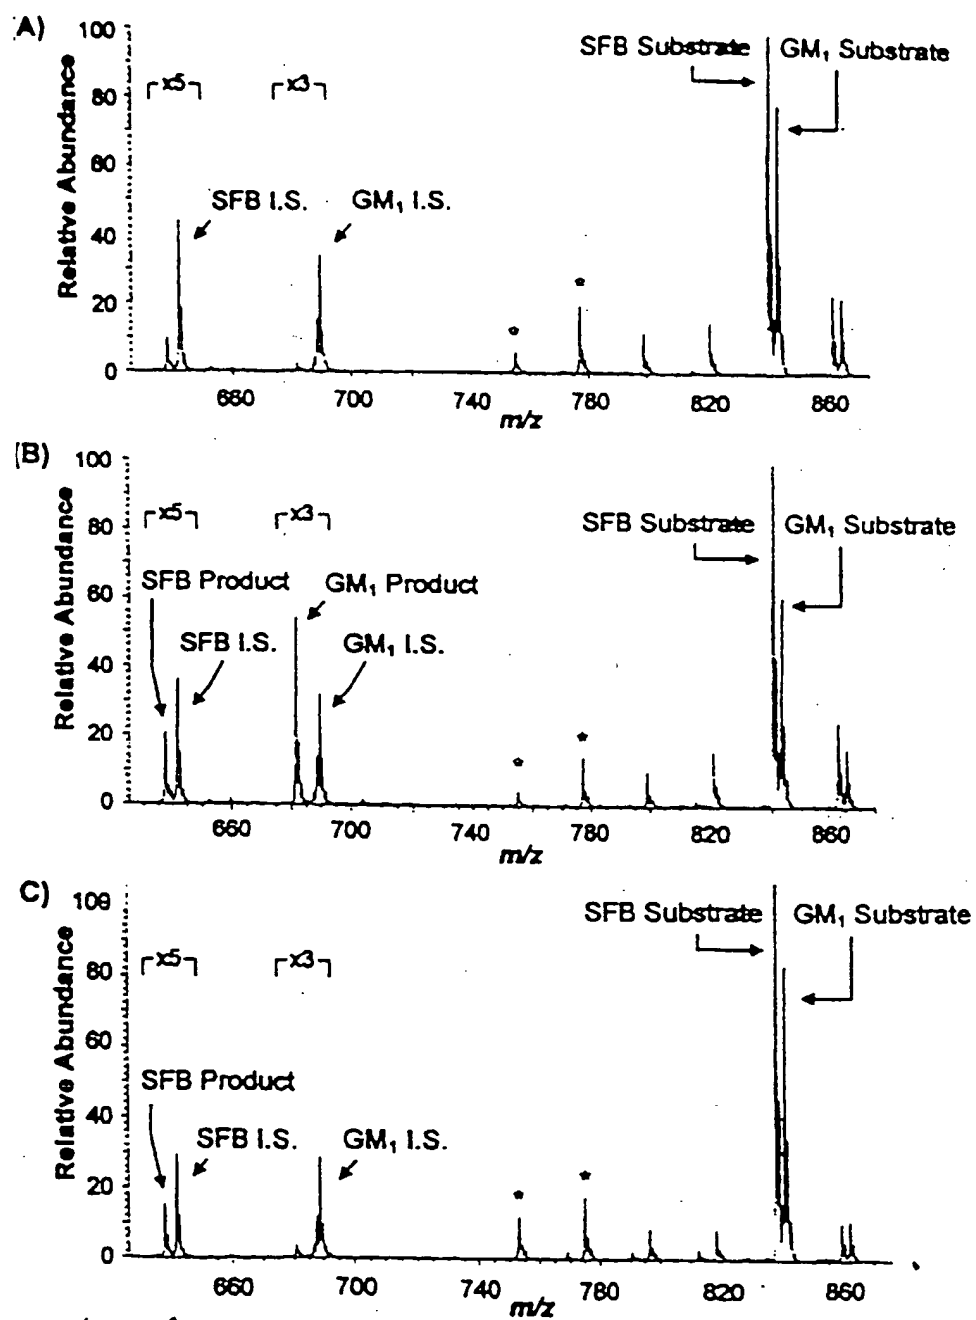 A)
100
80
60
40
20
0
Relative Abundance
x5
x3
SFB I.S.
GM₁ I.S.
*
*
SFB Substrate
GM₁ Substrate
660
700
740
780
820
860
m/z
(B)
100
80
60
40
20
0
Relative Abundance
x5
x3
SFB Product
SFB I.S.
GM₁ Product
GM₁ I.S.
*
*
SFB Substrate
GM₁ Substrate
660
700
740
780
820
860
m/z
C)
100
80
60
40
20
0
Relative Abundance
x5
x3
SFB Product
SFB I.S.
GM₁ I.S.
*
*
SFB Substrate
GM₁ Substrate
660
700
740
780
820
860
m/z